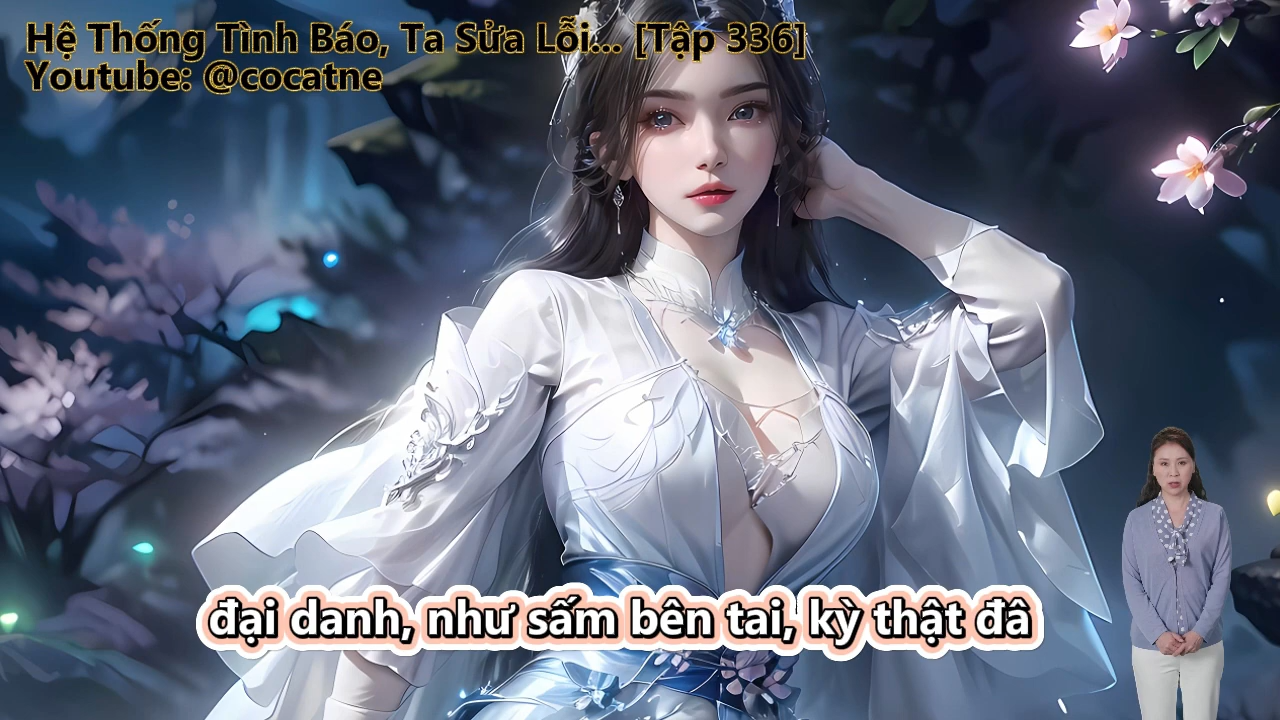 Hệ Thống Tình Báo, Ta Sửa Lỗi... [Tập 336]
Youtube: @cocatne
đại danh, như sấm bên tai, kỳ thật đâ